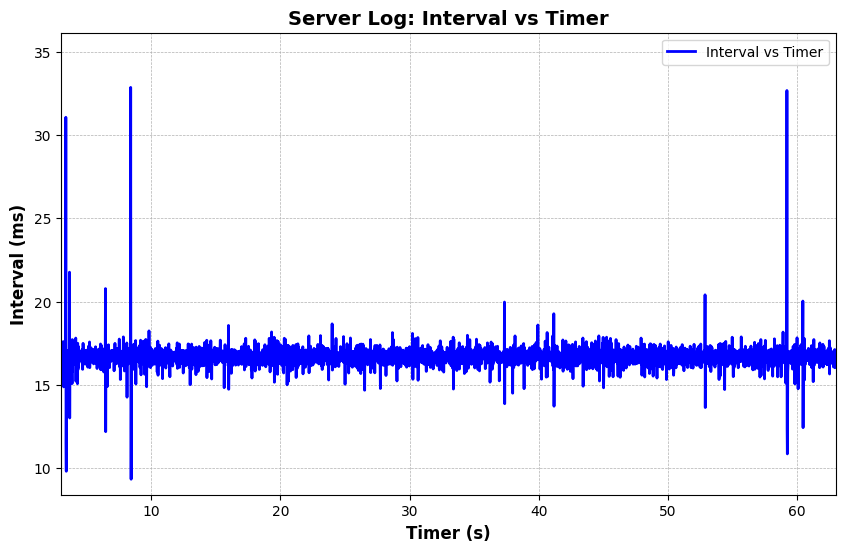 Server Log: Interval vs Timer
Interval vs Timer
35
30
25
20
15
10
Interval (ms)
10 20 30 40 50 60
Timer (s)